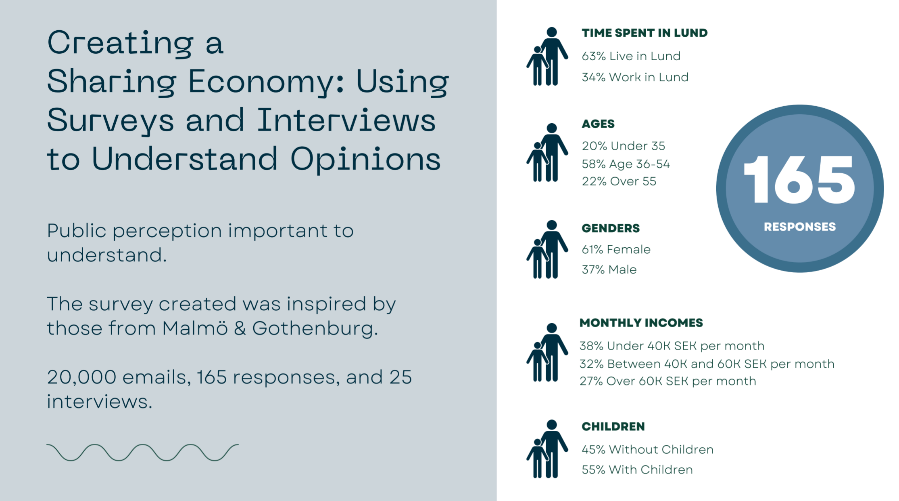 Creating a
Sharing Economy: Using
Surveys and Interviews
to Understand Opinions
Public perception important to
understand.
The survey created was inspired by
those from Malmö & Gothenburg.
20,000 emails, 165 responses, and 25
interviews.
TIME SPENT IN LUND
63% Live in Lund
34% Work in Lund
AGES
20% Under 35
58% Age 36-54
22% Over 55
165
RESPONSES
GENDERS
61% Female
37% Male
MONTHLY INCOMES
38% Under 40K SEK per month
32% Between 40K and 60K SEK per month
27% Over 60K SEK per month
CHILDREN
45% Without Children
55% With Children